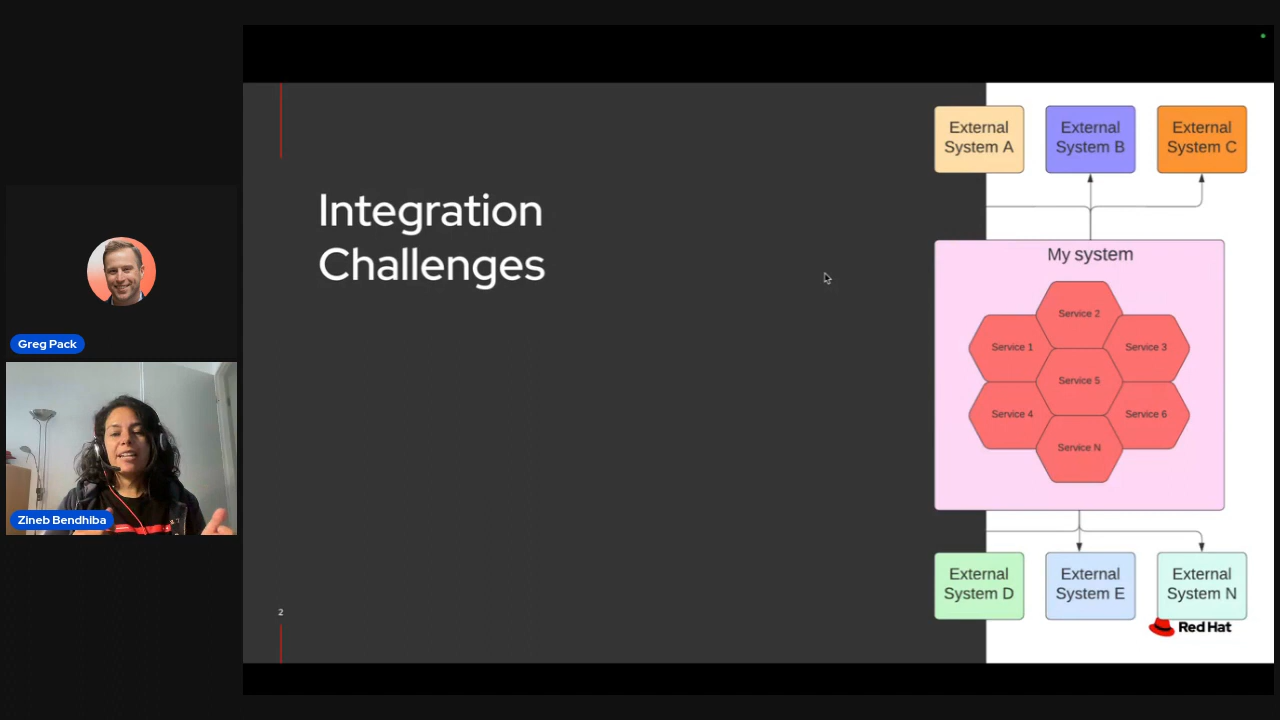 Greg Pack
Zineb Bendhiba
Integration
Challenges
2
External
System A
External
System B
External
System C
My system
Service 2
Service 1
Service 3
Service 5
Service 4
Service 6
Service N
External
System D
External
System E
External
System N
Red Hat